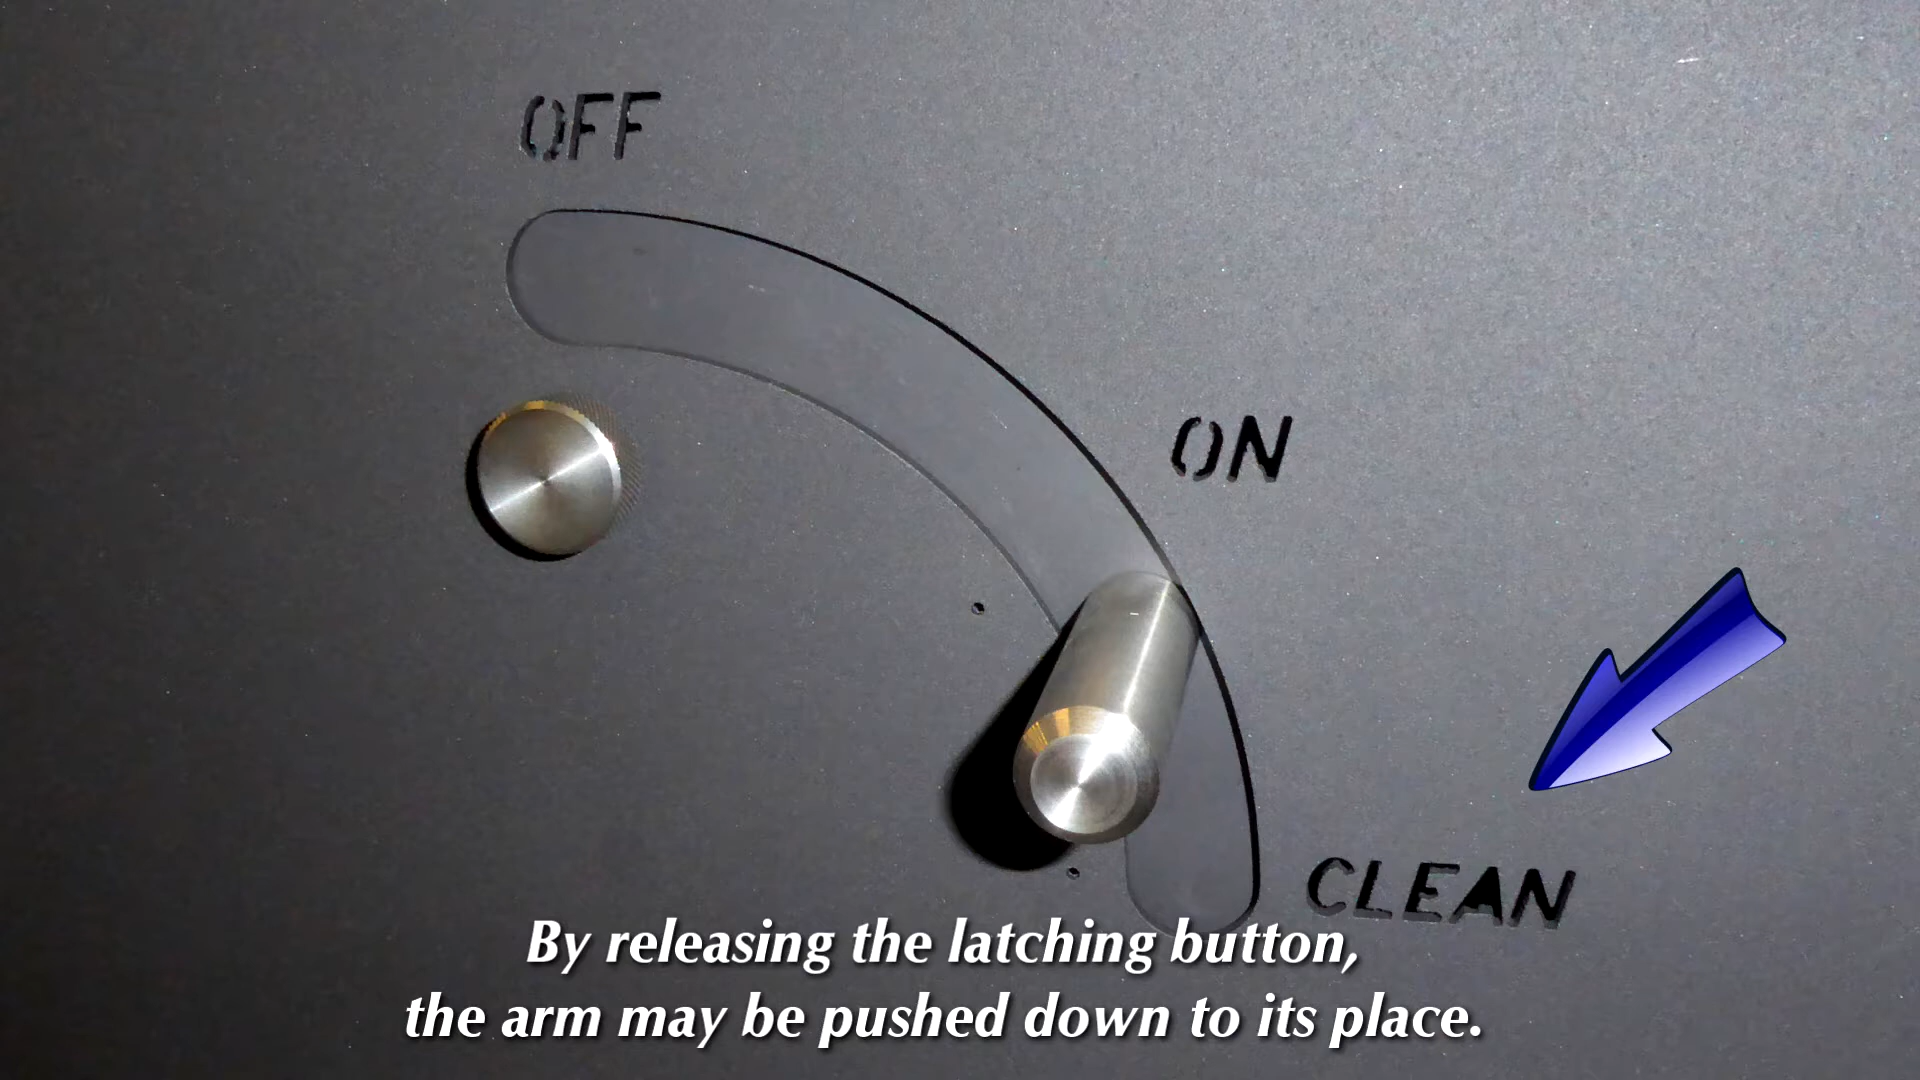 OFF
ON
CLEAN
By releasing the latching button,
the arm may be pushed down to its place.